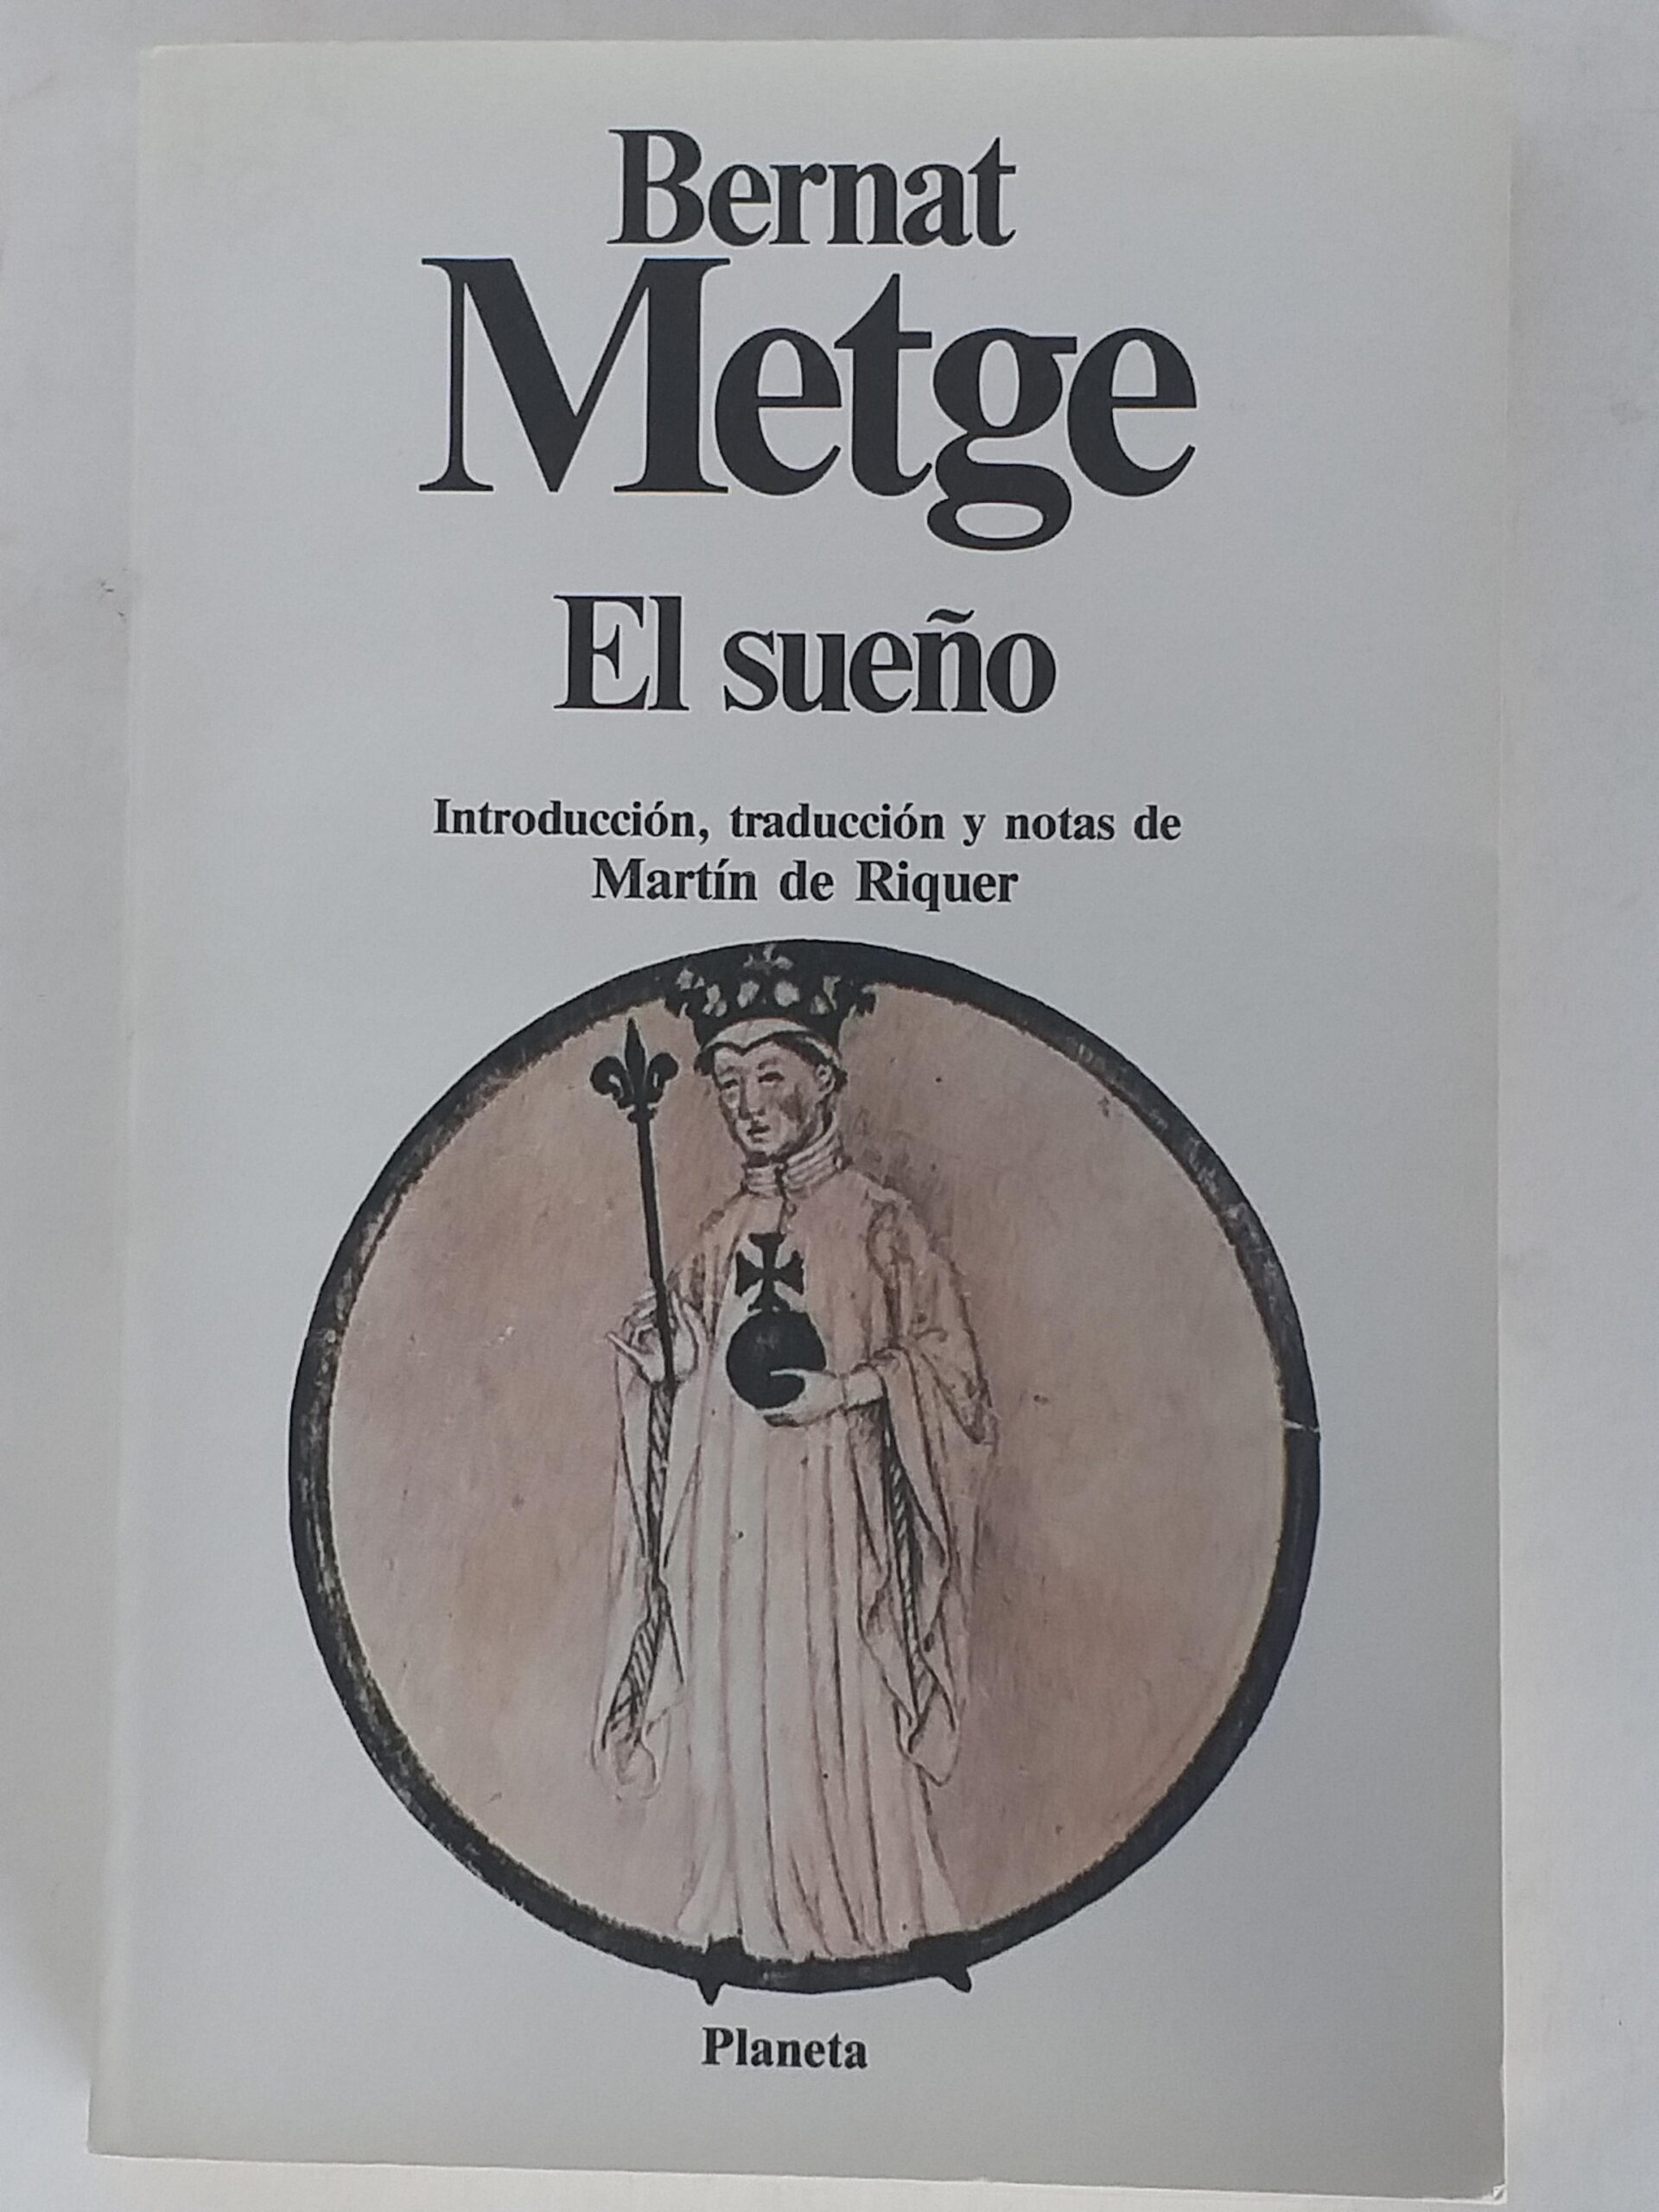 Bernat
Metge
El sueño
Introducción, traducción y notas de
Martín de Riquer
Planeta